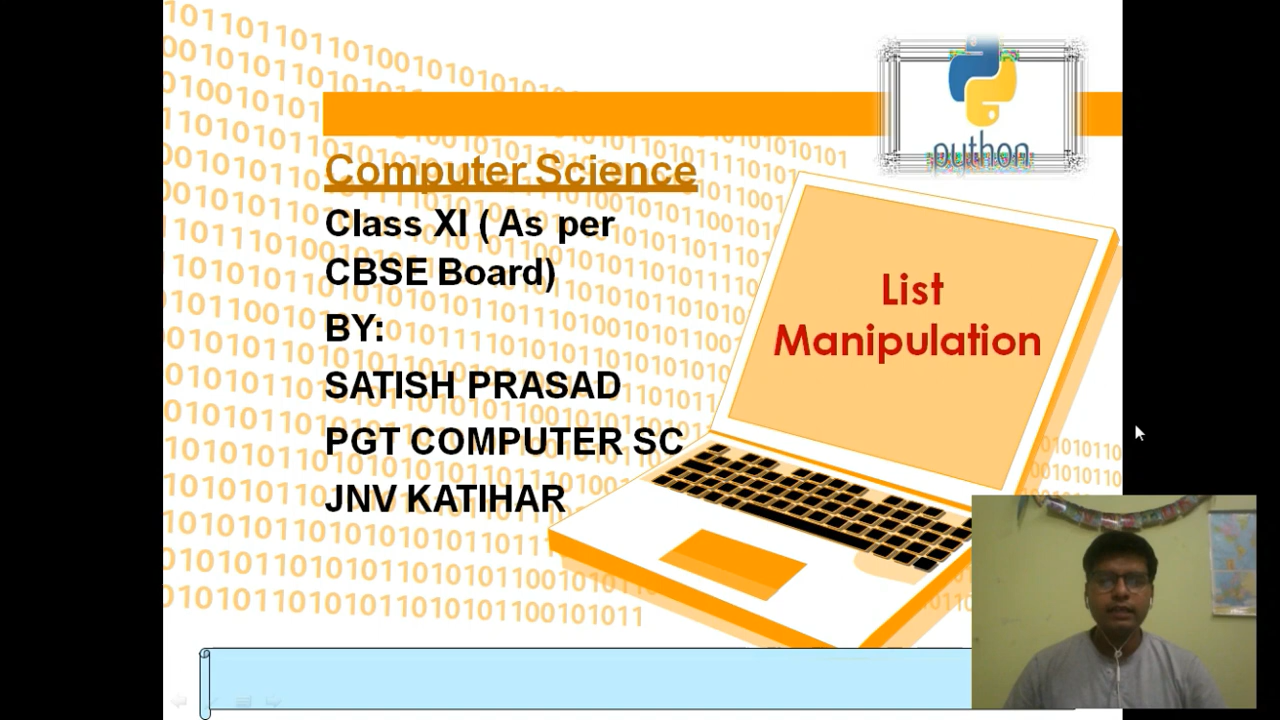 python
Computer Science
Class XI ( As per
CBSE Board)
BY:
SATISH PRASAD
PGT COMPUTER SC
JNV KATIHAR
List
Manipulation